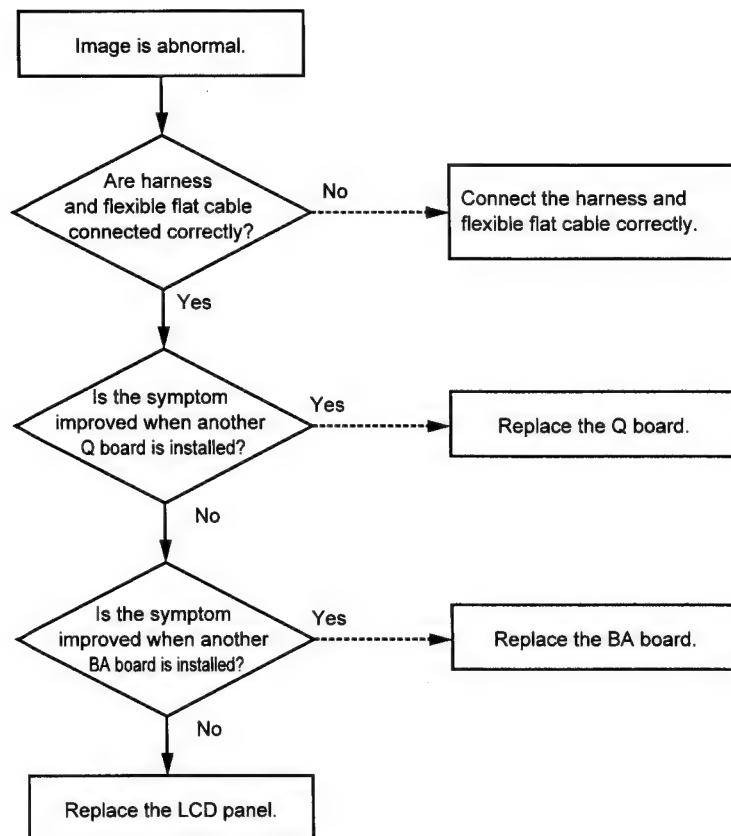 Image is abnormal.
Are harness
and flexible flat cable
connected correctly?
No
Connect the harness and
flexible flat cable correctly.
Yes
Is the symptom
improved when another
Q board is installed?
Yes
Replace the Q board.
No
Is the symptom
improved when another
BA board is installed?
Yes
Replace the BA board.
No
Replace the LCD panel.